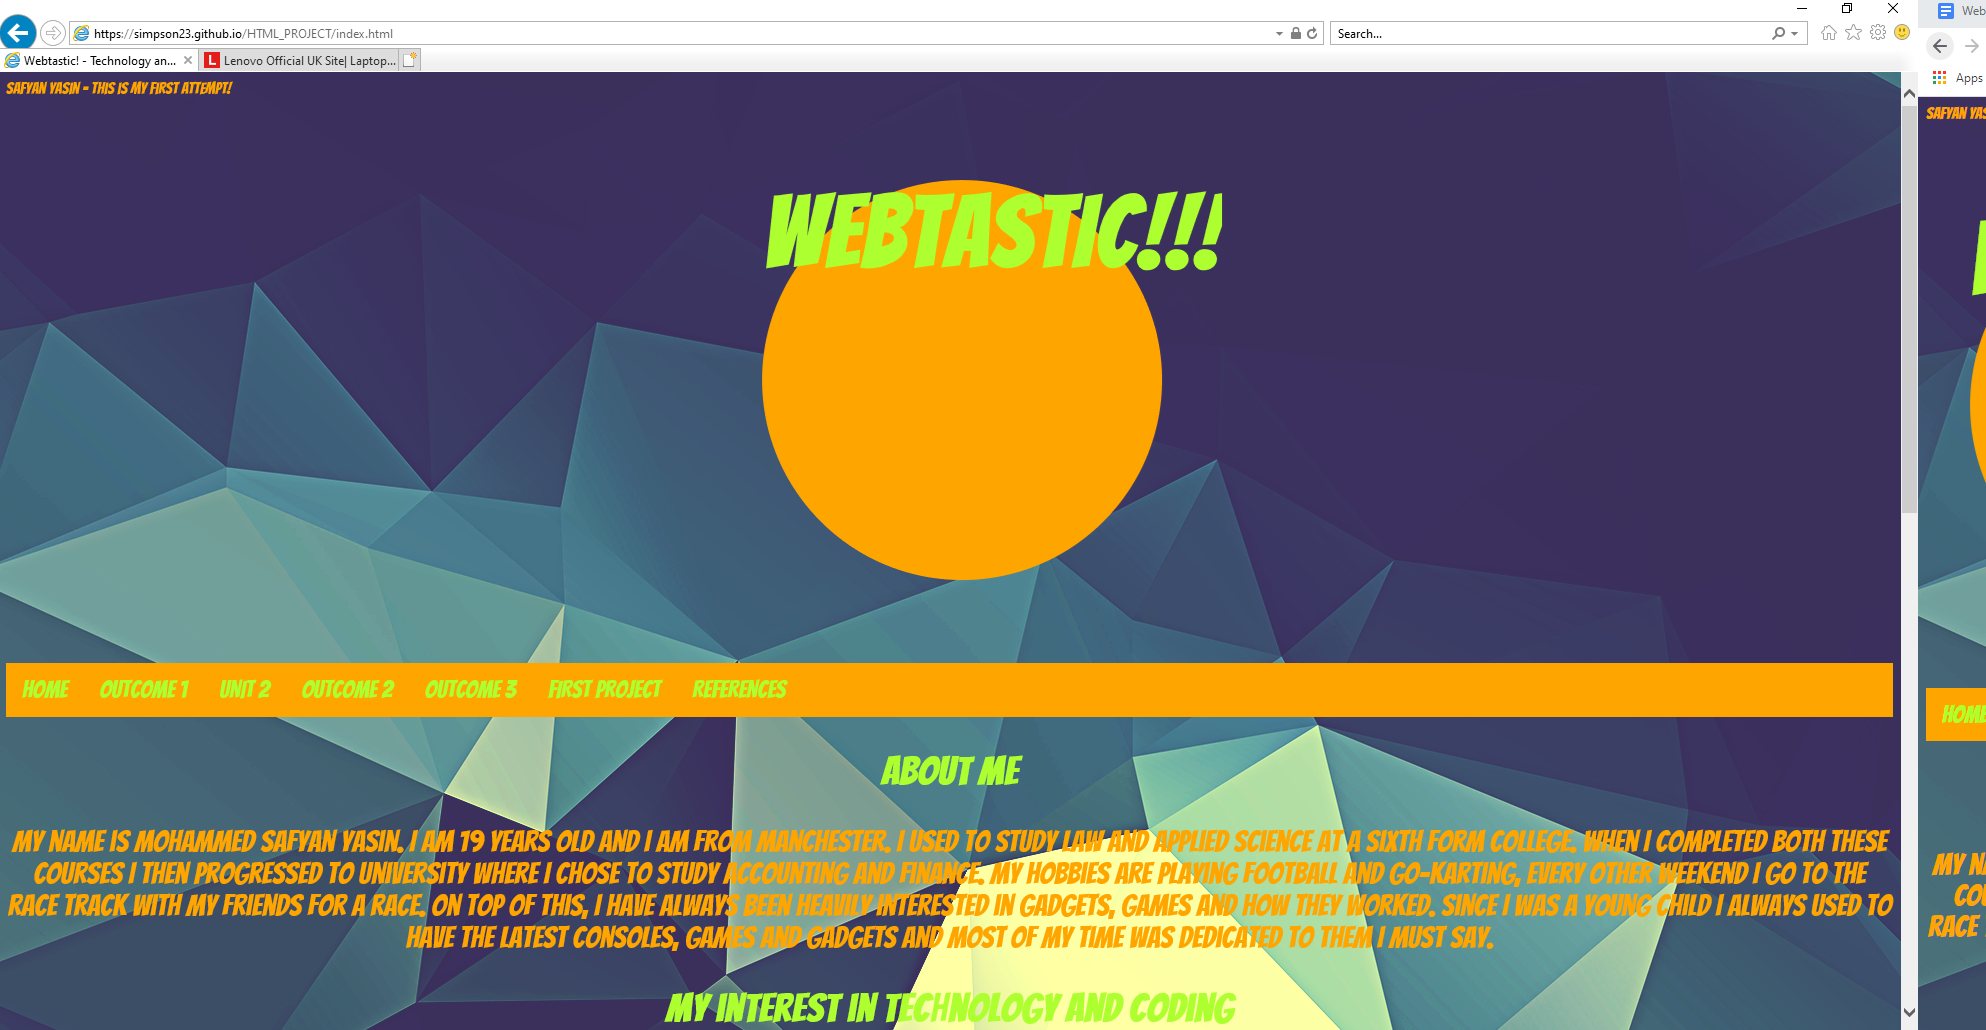 https://simpson23.github.io/HTML_PROJECT/index.html
Search...
Webtastic! - Technology an...
Lenovo Official UK Site| Laptop...
SAFYAN YASIN - THIS IS MY FIRST ATTEMPT!
WEBTASTIC!!!
HOME OUTCOME 1 UNIT 2 OUTCOME 2 OUTCOME 3 FIRST PROJECT REFERENCES
ABOUT ME
MY NAME IS MOHAMMED SAFYAN YASIN. I AM 19 YEARS OLD AND I AM FROM MANCHESTER. I USED TO STUDY LAW AND APPLIED SCIENCE AT A SIXTH FORM COLLEGE. WHEN I COMPLETED BOTH THESE
COURSES I THEN PROGRESSED TO UNIVERSITY WHERE I CHOSE TO STUDY ACCOUNTING AND FINANCE. MY HOBBIES ARE PLAYING FOOTBALL AND GO-KARTING, EVERY OTHER WEEKEND I GO TO THE
RACE TRACK WITH MY FRIENDS FOR A RACE. ON TOP OF THIS, I HAVE ALWAYS BEEN HEAVILY INTERESTED IN GADGETS, GAMES AND HOW THEY WORKED. SINCE I WAS A YOUNG CHILD I ALWAYS USED TO
HAVE THE LATEST CONSOLES, GAMES AND GADGETS AND MOST OF MY TIME WAS DEDICATED TO THEM I MUST SAY.
MY INTEREST IN TECHNOLOGY AND CODING
Web
Apps
SAFYAN YAS
HOME
MY N
COU
RACE